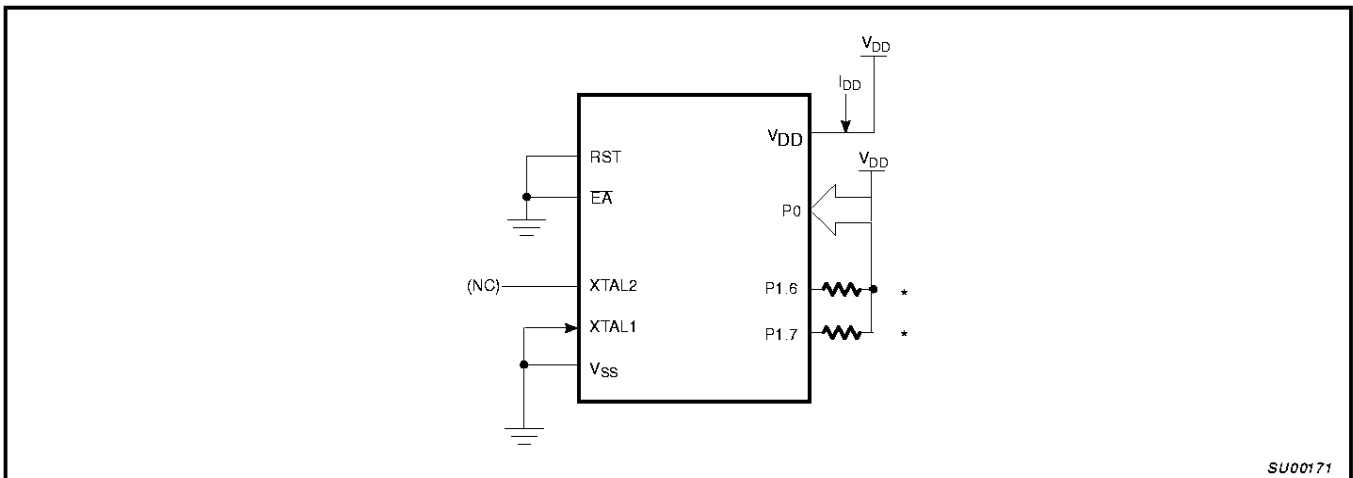 VDD
IDD
VDD
RST
VDD
EA
P0
(NC)
XTAL2
P1.6
*
XTAL1
P1.7
*
VSS
SU00171